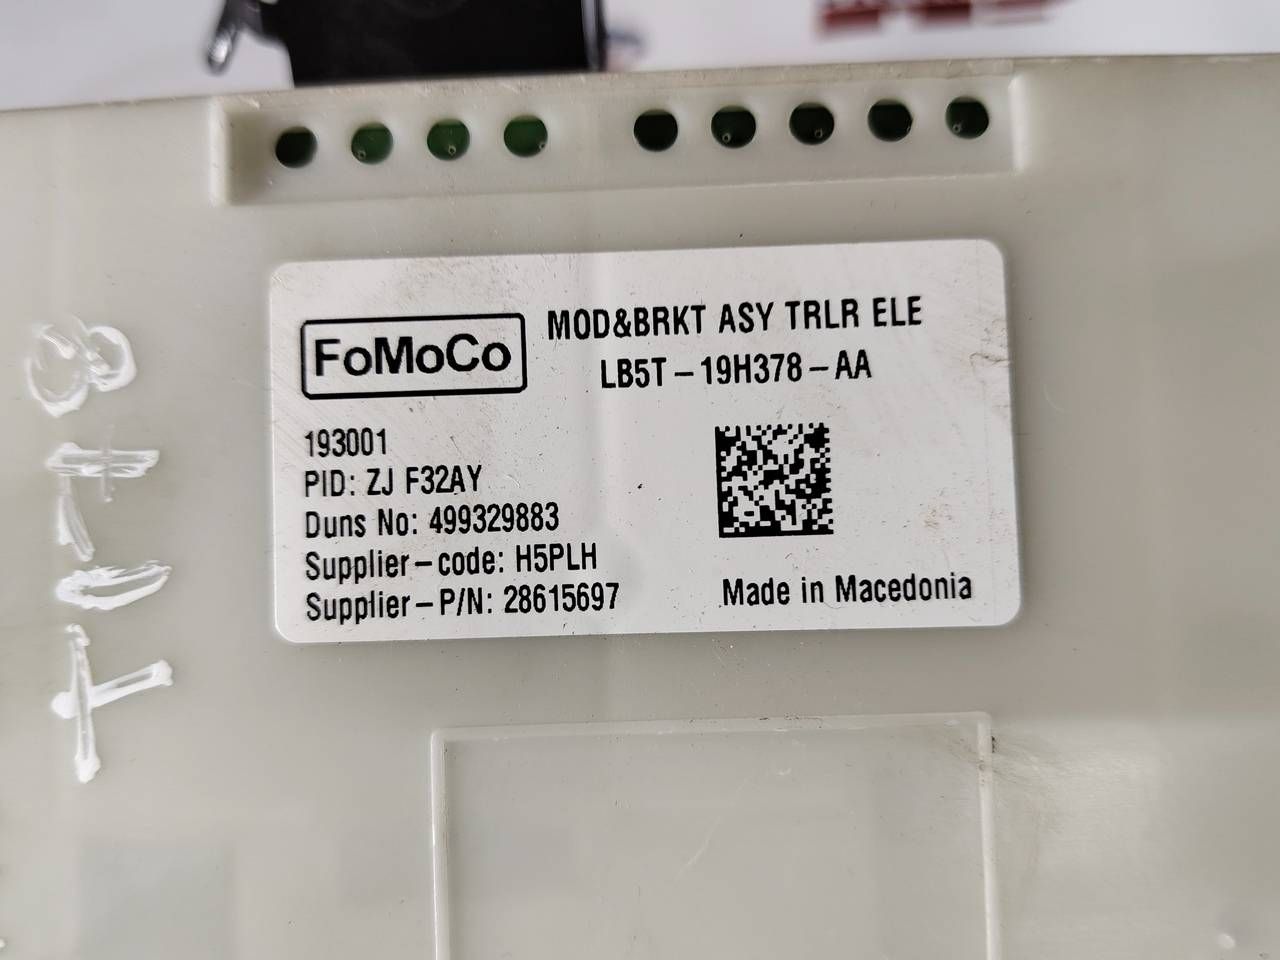 FoMoCo
MOD&BRKT ASY TRLR ELE
LB5T-19H378-AA
193001
PID: ZJ F32AY
Duns No: 499329883
Supplier-code: H5PLH
Supplier-P/N: 28615697
Made in Macedonia